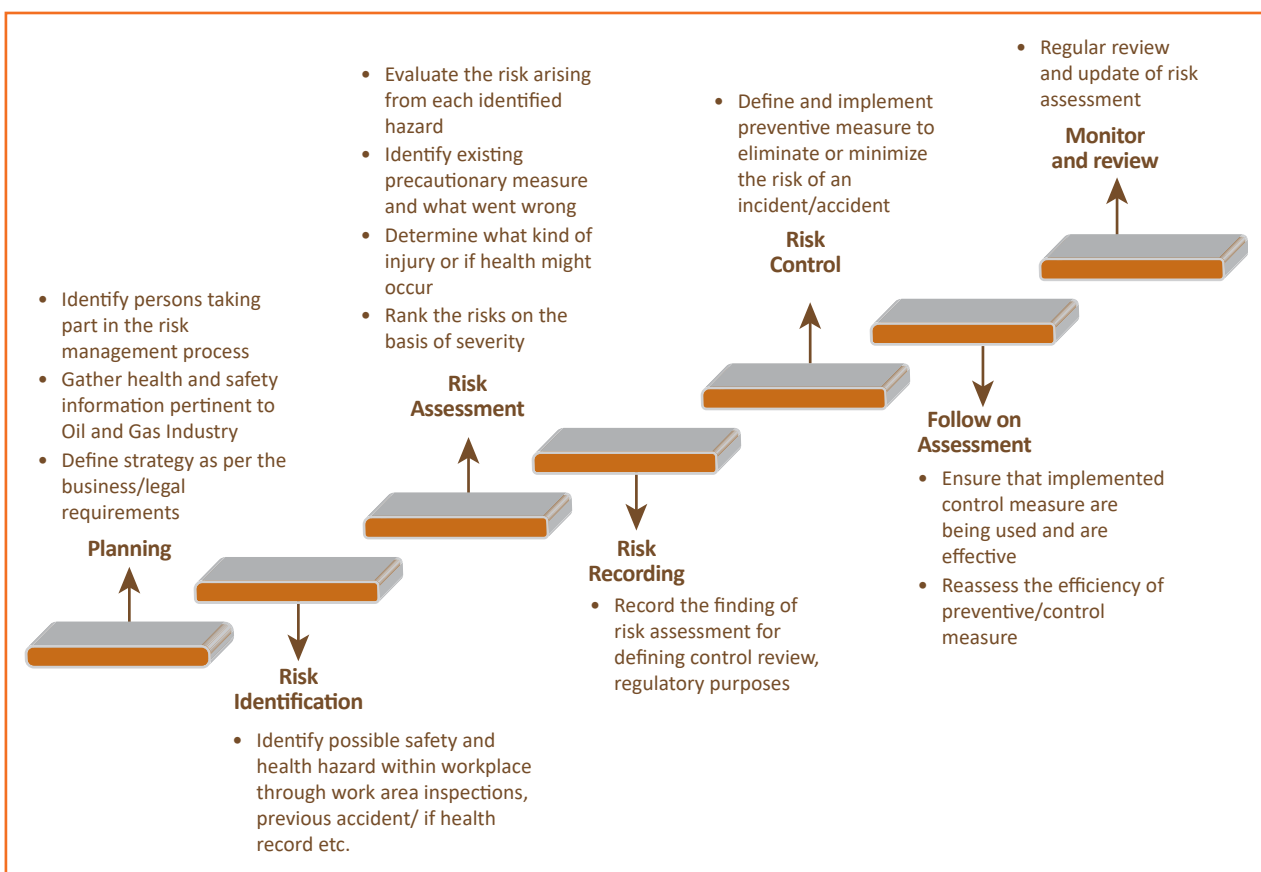 • Identify persons taking
part in the risk
management process
• Gather health and safety
information pertinent to
Oil and Gas Industry
• Define strategy as per the
business/legal
requirements
Planning
Risk
Identification
• Identify possible safety and
health hazard within workplace
through work area inspections,
previous accident/ if health
record etc.
• Evaluate the risk arising
from each identified
hazard
• Identify existing
precautionary measure
and what went wrong
• Determine what kind of
injury or if health might
occur
• Rank the risks on the
basis of severity
Risk
Assessment
Risk
Recording
• Record the finding of
risk assessment for
defining control review,
regulatory purposes
• Define and implement
preventive measure to
eliminate or minimize
the risk of an
incident/accident
Risk
Control
Follow on
Assessment
• Ensure that implemented
control measure are
being used and are
effective
• Reassess the efficiency of
preventive/control
measure
• Regular review
and update of risk
assessment
Monitor
and review